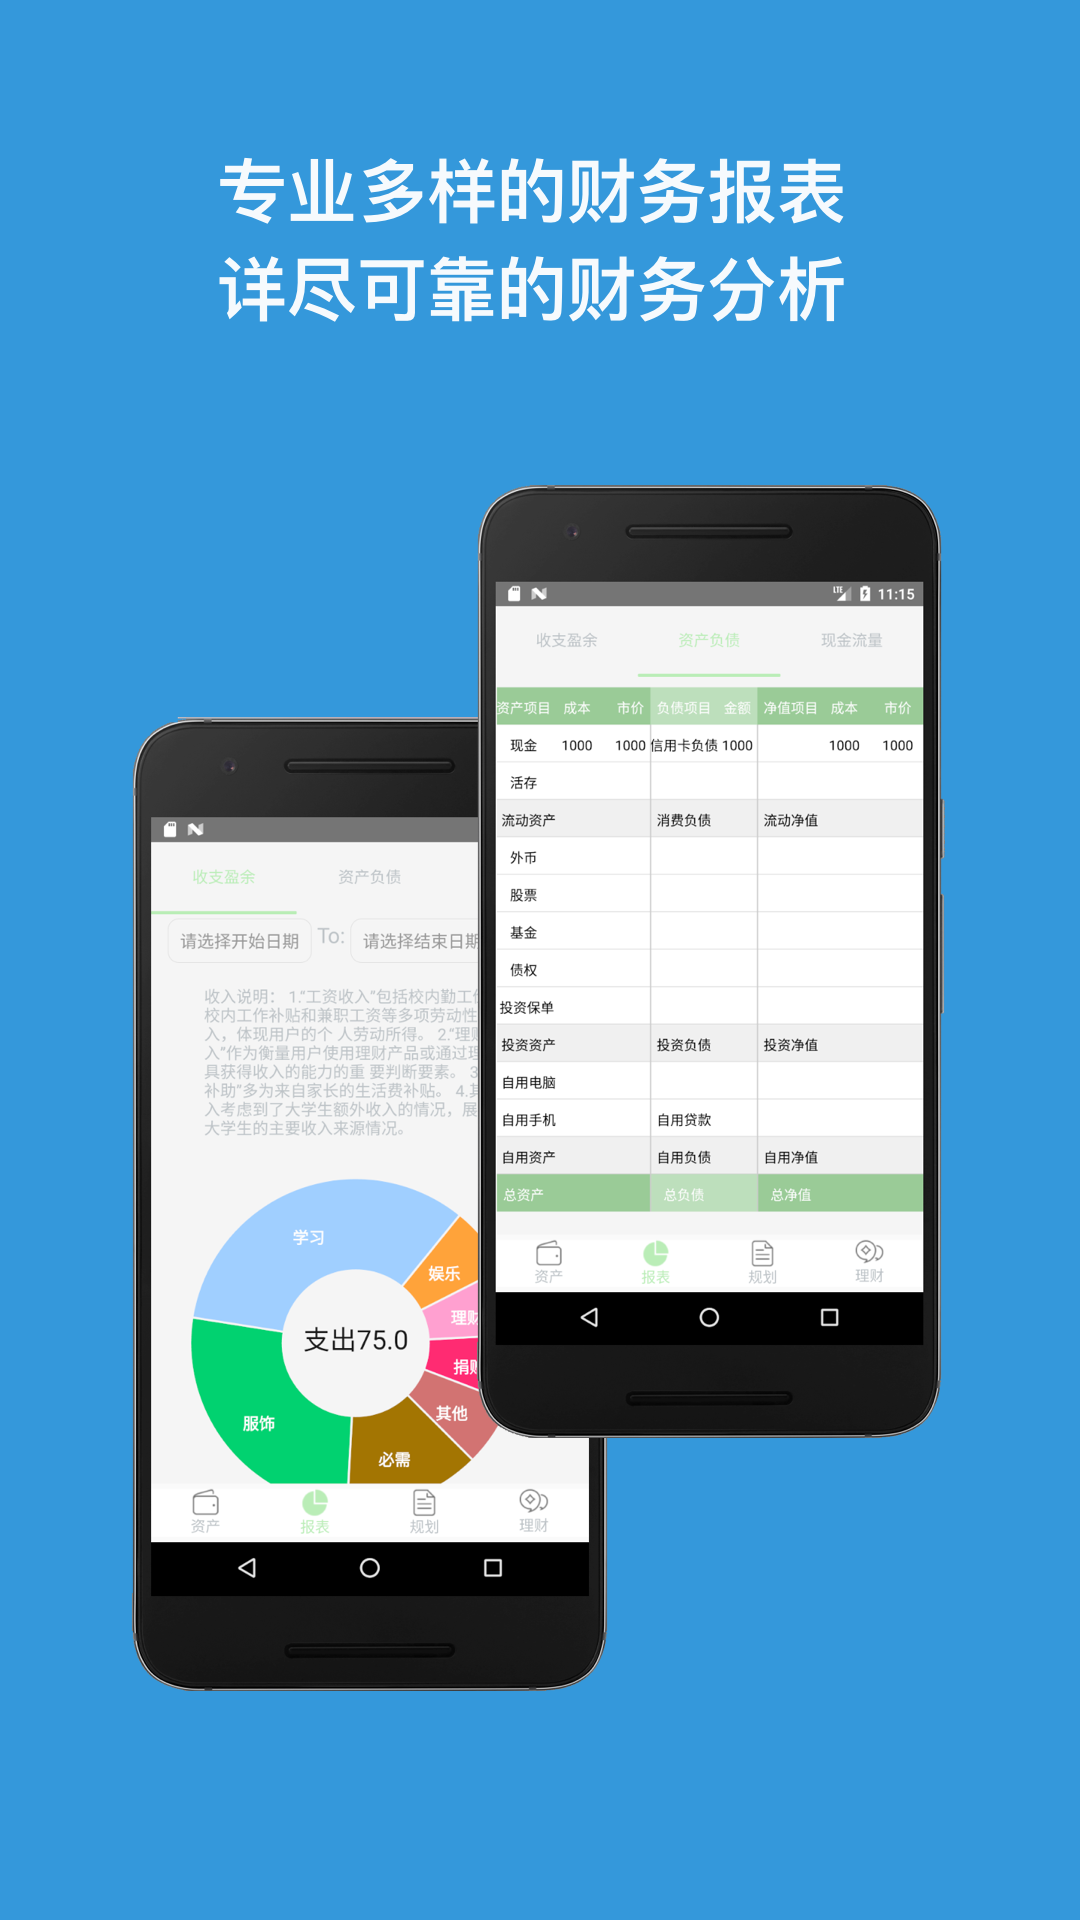 专业多样的财务报表
详尽可靠的财务分析
LTE 11:15
收支盈余 资产负债 现金流量
资产项目 成本 市价 负债项目 金额 净值项目 成本 市价
现金 1000 1000 信用卡负债 1000 1000 1000
活存
流动资产 消费负债 流动净值
外币
股票
基金
债权
投资保单
投资资产 投资负债 投资净值
自用电脑
自用手机 自用贷款
自用资产 自用负债 自用净值
总资产 总负债 总净值
资产 报表 规划 理财
收支盈余 资产负债
请选择开始日期 To: 请选择结束日期
收入说明： 1.“工资收入”包括校内勤工
校内工作补贴和兼职工资等多项劳动性
入，体现用户的个 人劳动所得。 2.“理
入”作为衡量用户使用理财产品或通过
具获得收入的能力的重 要判断要素。 3
补助”多为来自家长的生活费补贴。 4.
入考虑到了大学生额外收入的情况，展
大学生的主要收入来源情况。
学习
娱乐
理财
支出75.0
捐
其他
服饰
必需
资产 报表 规划 理财